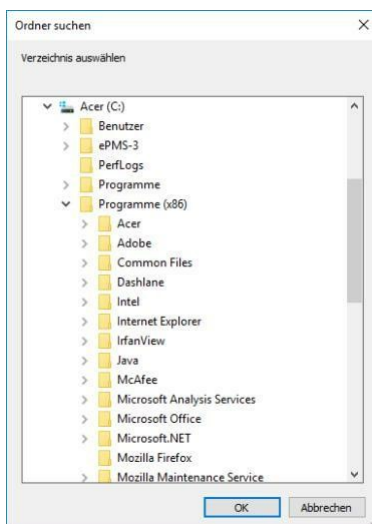 Ordner suchen
Verzeichnis auswählen
Acer (C:)
Benutzer
ePMS-3
PerfLogs
Programme
Programme (x86)
Acer
Adobe
Common Files
Dashlane
Intel
Internet Explorer
IrfanView
Java
McAfee
Microsoft Analysis Services
Microsoft Office
Microsoft.NET
Mozilla Firefox
Mozilla Maintenance Service
OK Abbrechen